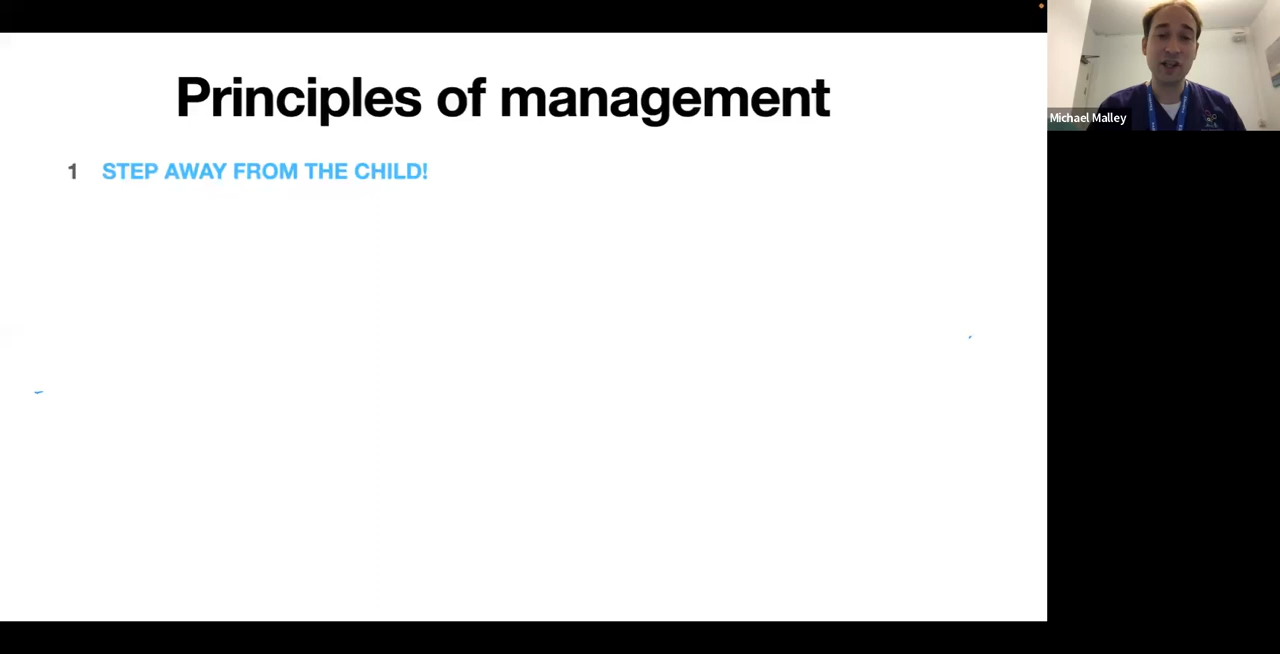 Principles of management
1 STEP AWAY FROM THE CHILD!
Michael Malley